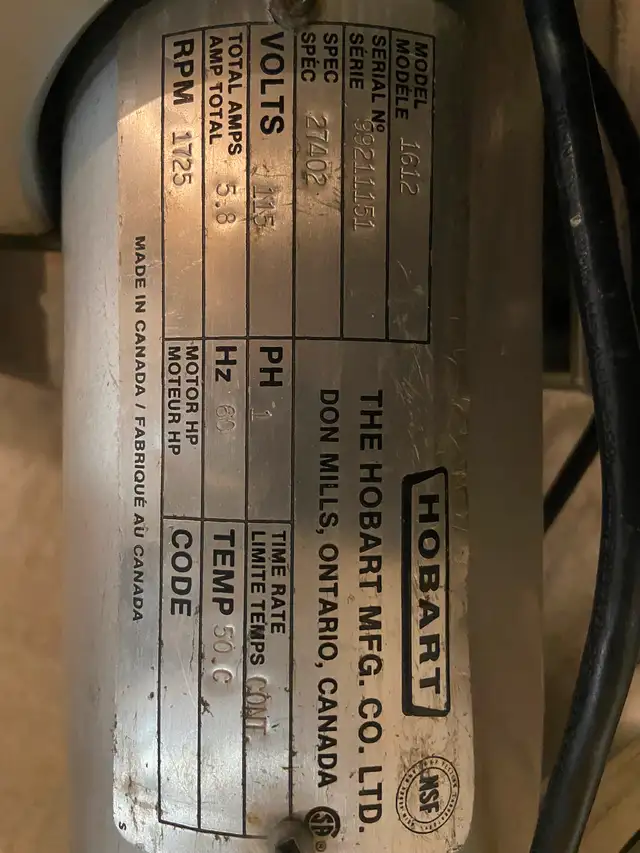 HOBART
NSF
THE HOBART MFG. CO. LTD.
DON MILLS, ONTARIO, CANADA
SA
MODEL
MODÈLE 1612
SERIAL Nº
SÉRIE 99211151
SPEC
SPÉC 27402
VOLTS 115
PH 1
TIME RATE
LIMITE TEMPS CONT.
TOTAL AMPS
AMP TOTAL 5.8
Hz 60
TEMP 50.C
RPM 1725
MOTOR HP
MOTEUR HP
CODE
MADE IN CANADA / FABRIQUÉ AU CANADA
S